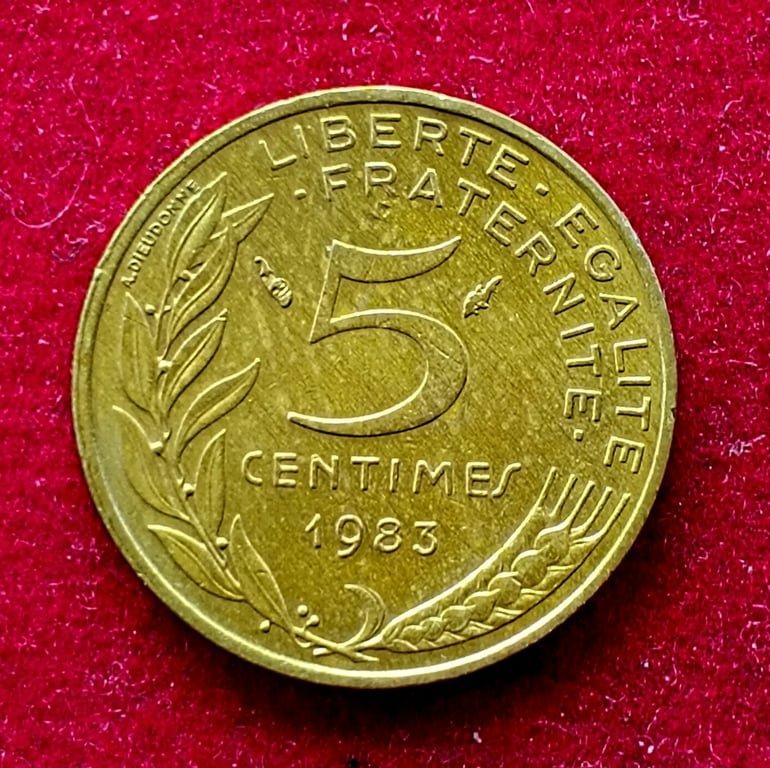 LIBERTE · EGALITE
· FRATERNITE ·
A.DIEUDONNE
5
CENTIMES
1983